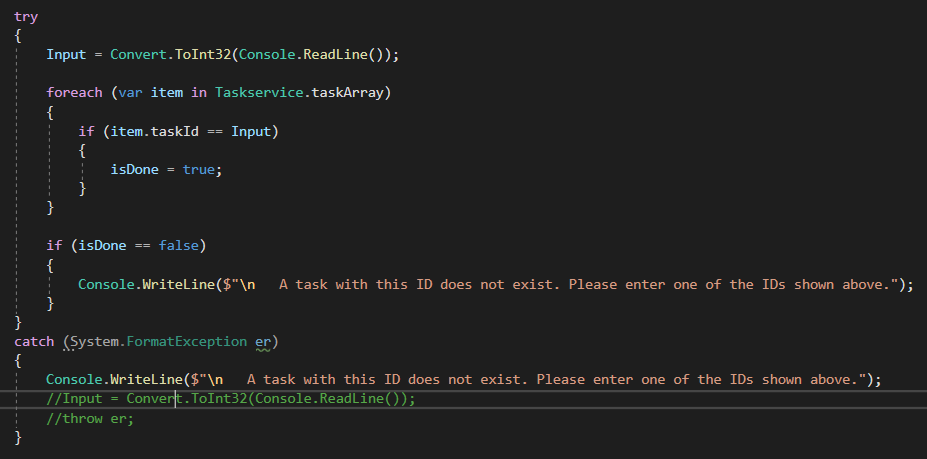 try
{
    Input = Convert.ToInt32(Console.ReadLine());

    foreach (var item in Taskservice.taskArray)
    {
        if (item.taskId == Input)
        {
            isDone = true;
        }
    }

    if (isDone == false)
    {
        Console.WriteLine($"\n   A task with this ID does not exist. Please enter one of the IDs shown above.");
    }
}
catch (System.FormatException er)
{
    Console.WriteLine($"\n   A task with this ID does not exist. Please enter one of the IDs shown above.");
    //Input = Convert.ToInt32(Console.ReadLine());
    //throw er;
}